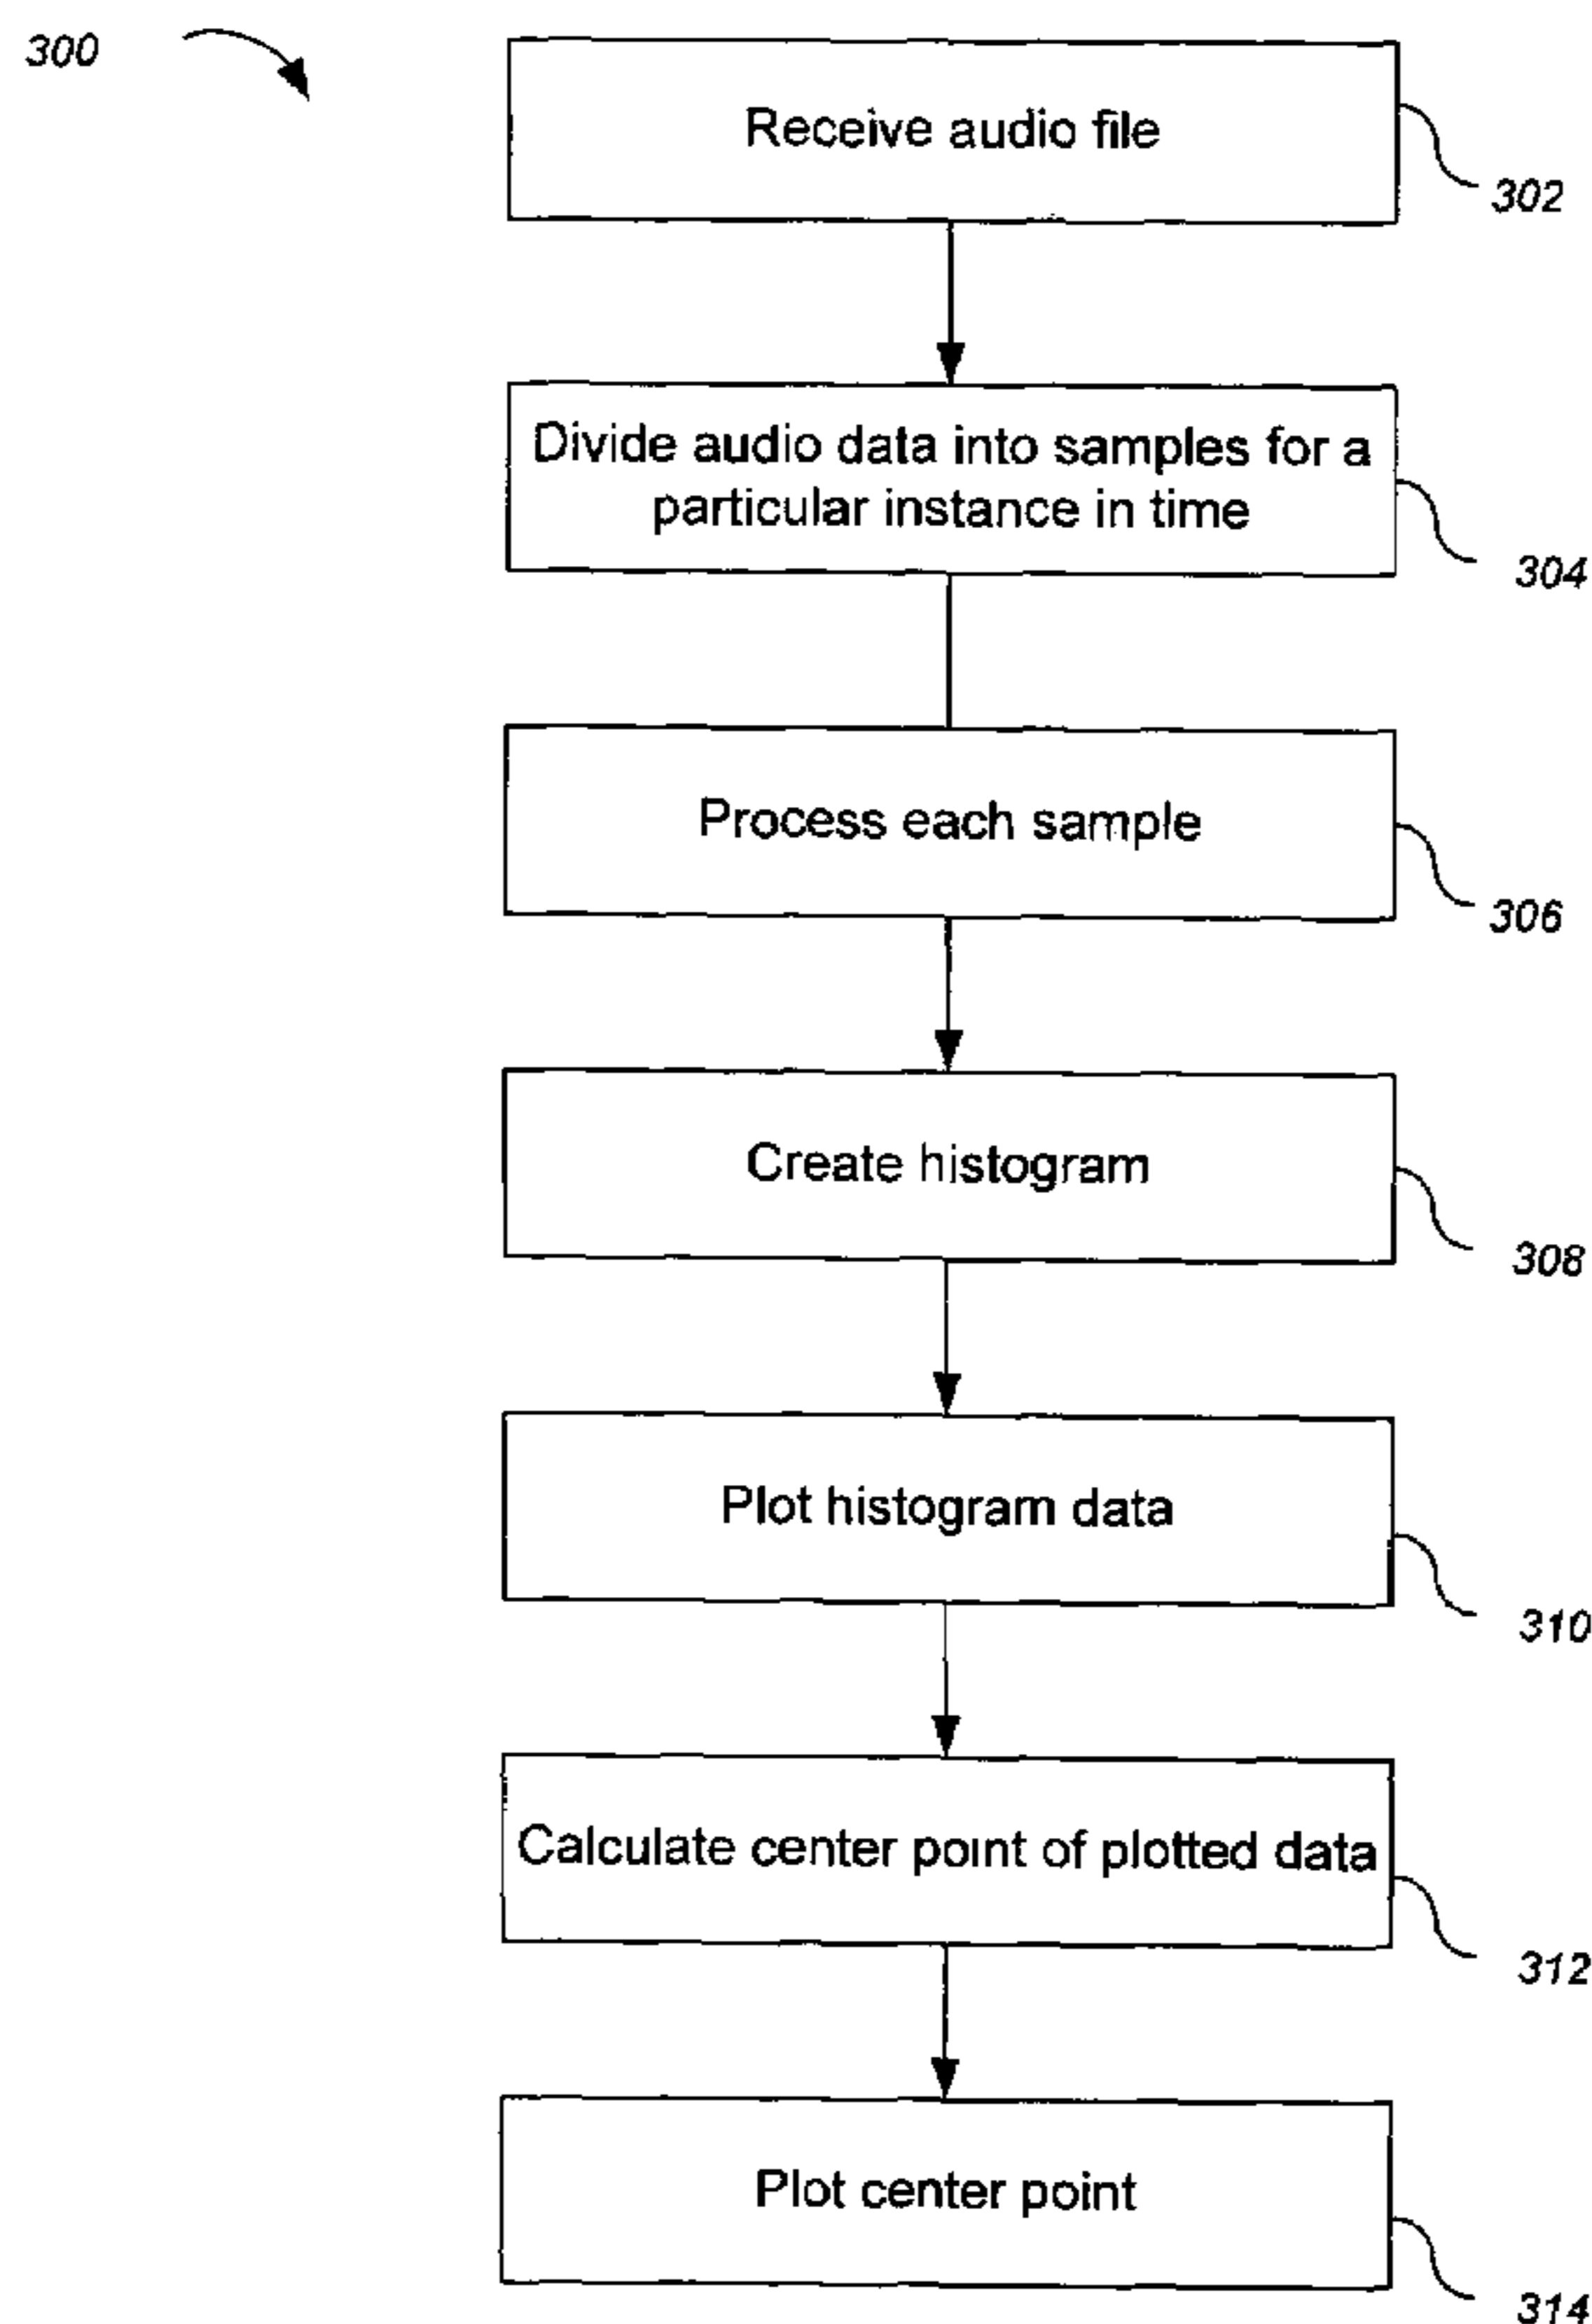 300
Receive audio file
302
Divide audio data into samples for a
particular instance in time
304
Process each sample
306
Create histogram
308
Plot histogram data
310
Calculate center point of plotted data
312
Plot center point
314